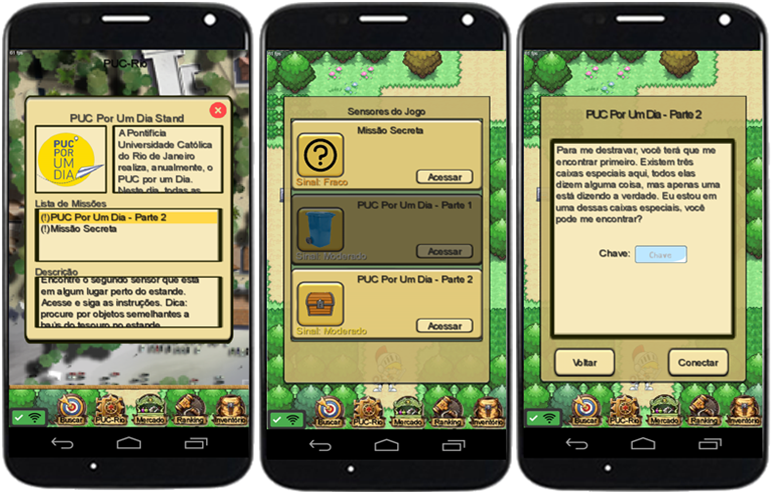 PUC-Rio
PUC Por Um Dia Stand
PUC
POR
UM
DIA
A Pontifícia
Universidade Católica
do Rio de Janeiro
realiza, anualmente, o
PUC por um Dia.
Neste dia, todas as
Lista de Missões
(!)PUC Por Um Dia - Parte 2
(!)Missão Secreta
Descrição
Encontre o segundo sensor que está
em algum lugar perto do estande.
Acesse e siga as instruções. Dica:
procure por objetos semelhantes a
baús do tesouro no estande
Buscar
PUC-Rio
Mercado
Ranking
Inventório
Sensores do Jogo
Missão Secreta
Sinal: Fraco
Acessar
PUC Por Um Dia - Parte 1
Sinal: Moderado
Acessar
PUC Por Um Dia - Parte 2
Sinal: Moderado
Acessar
Buscar
PUC-Rio
Mercado
Ranking
Inventório
PUC Por Um Dia - Parte 2
Para me destravar, você terá que me
encontrar primeiro. Existem três
caixas especiais aqui, todos elas
dizem alguma coisa, mas apenas uma
está dizendo a verdade. Eu estou em
uma dessas caixas especiais, você
pode me encontrar?
Chave:
Chave
Voltar
Conectar
Buscar
PUC-Rio
Mercado
Ranking
Inventório